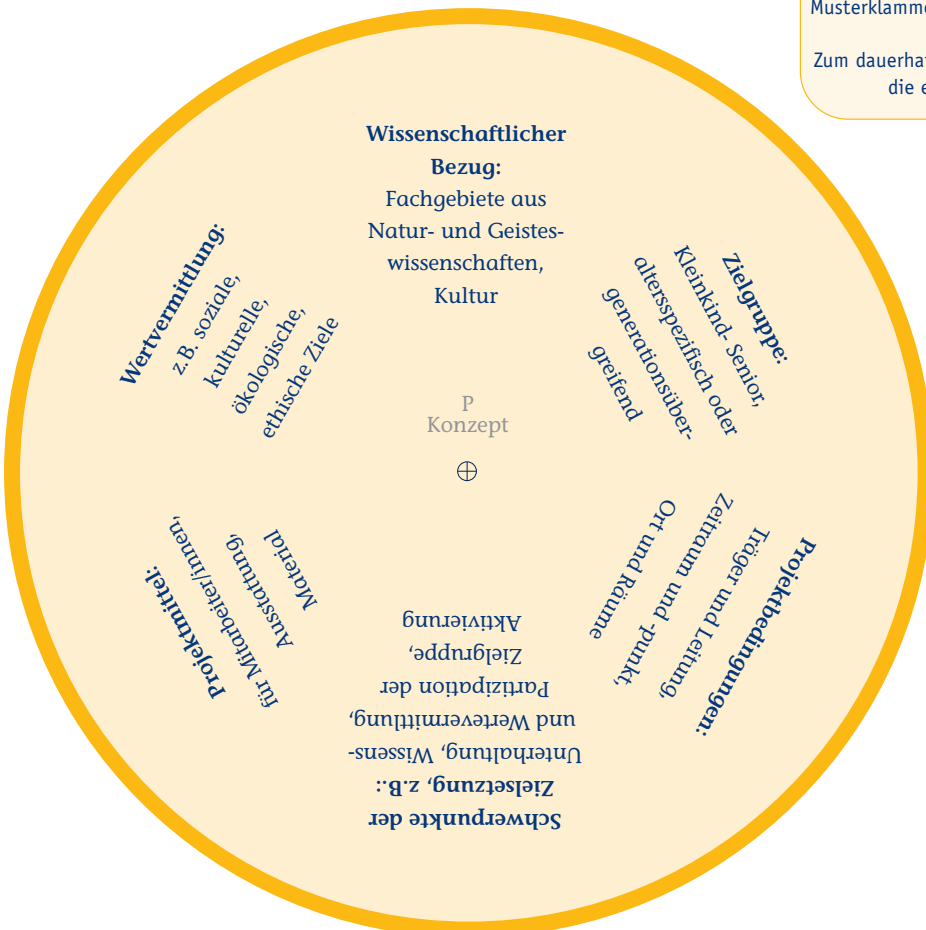 Musterklamme
Zum dauerha
die e
Wissenschaftlicher
Bezug:
Fachgebiete aus
Natur- und Geistes-
wissenschaften,
Kultur
Zielgruppe:
Kleinkind- Senior,
altersspezifisch oder
generationsüber-
greifend
Projektbedingungen:
Träger und Leitung,
Zeitraum und -punkt,
Ort und Räume
Schwerpunkte der
Zielsetzung, z.B.:
Unterhaltung, Wissens-
und Wertevermittlung,
Partizipation der
Zielgruppe,
Aktivierung
Projektmittel:
für Mitarbeiter/innen,
Ausstattung,
Material
Wertvermittlung:
z.B. soziale,
kulturelle,
ökologische,
ethische Ziele
P
Konzept